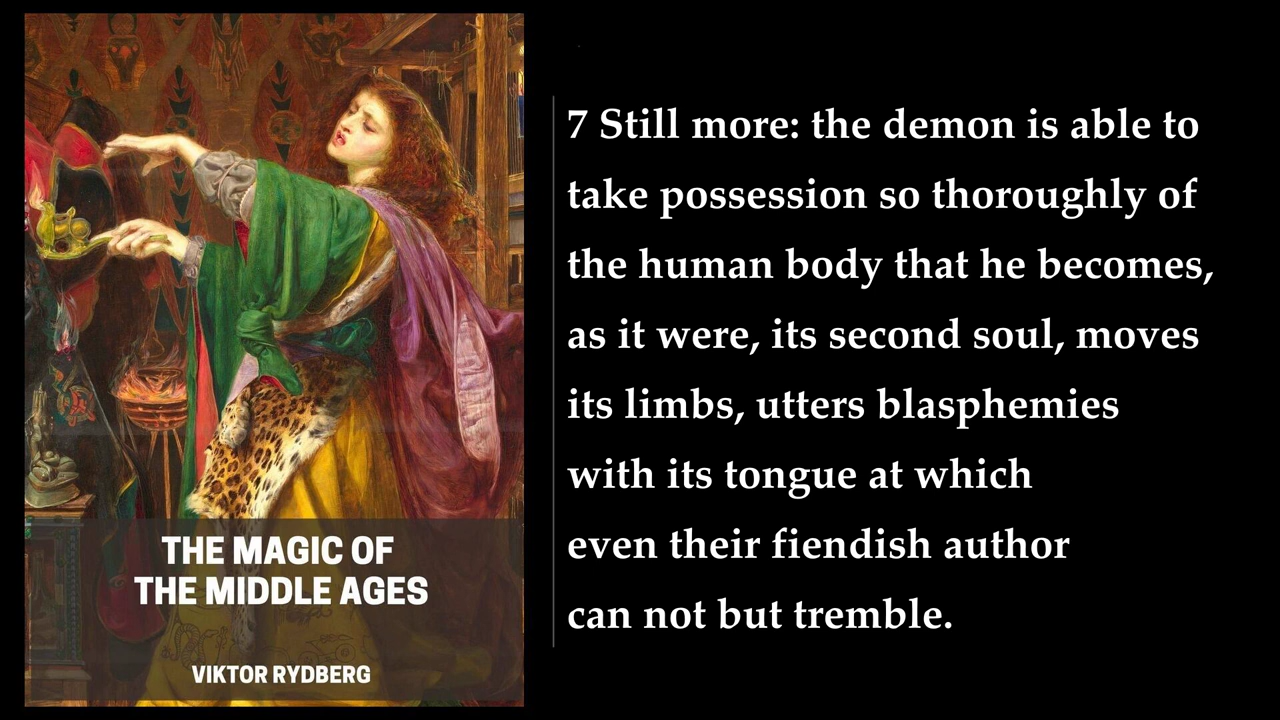 THE MAGIC OF
THE MIDDLE AGES
VIKTOR RYDBERG
7 Still more: the demon is able to
take possession so thoroughly of
the human body that he becomes,
as it were, its second soul, moves
its limbs, utters blasphemies
with its tongue at which
even their fiendish author
can not but tremble.